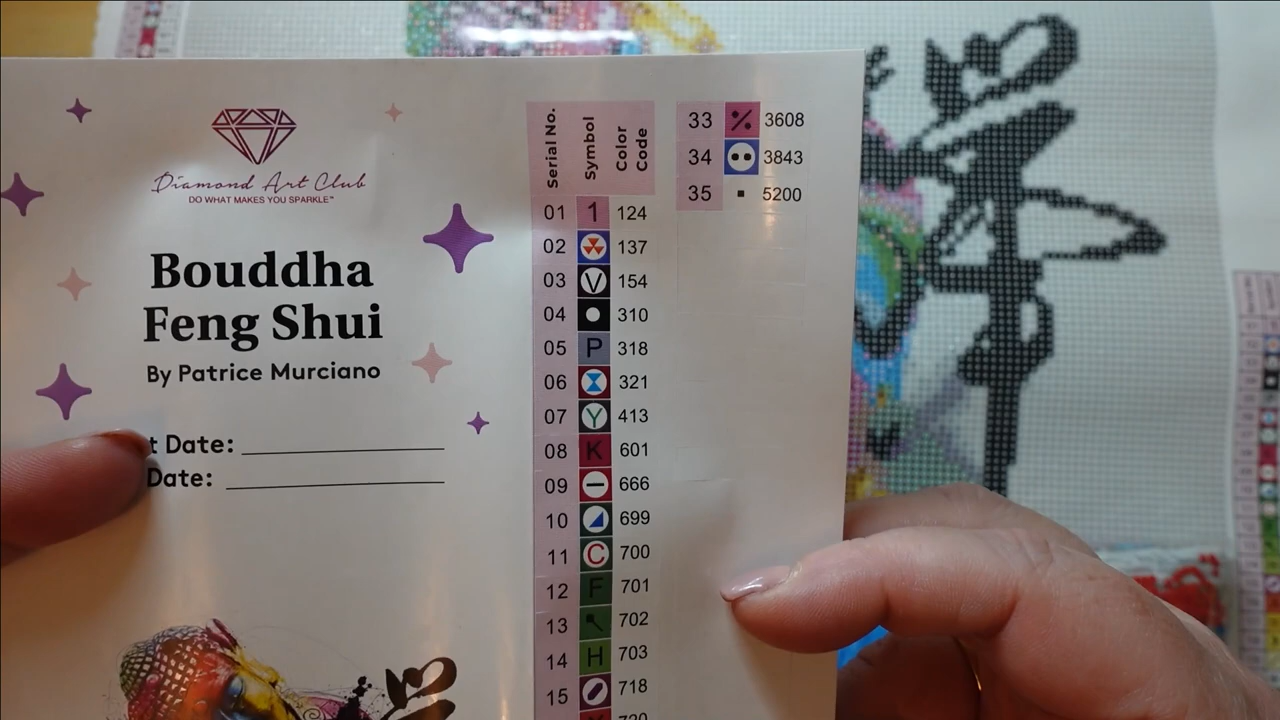 Diamond Art Club
DO WHAT MAKES YOU SPARKLE™
Bouddha
Feng Shui
By Patrice Murciano
t Date:
Date:
Serial No. Symbol Color Code
01 1 124
02 137
03 V 154
04 310
05 P 318
06 321
07 Y 413
08 K 601
09 666
10 699
11 C 700
12 F 701
13 702
14 H 703
15 718
33 % 3608
34 3843
35 5200